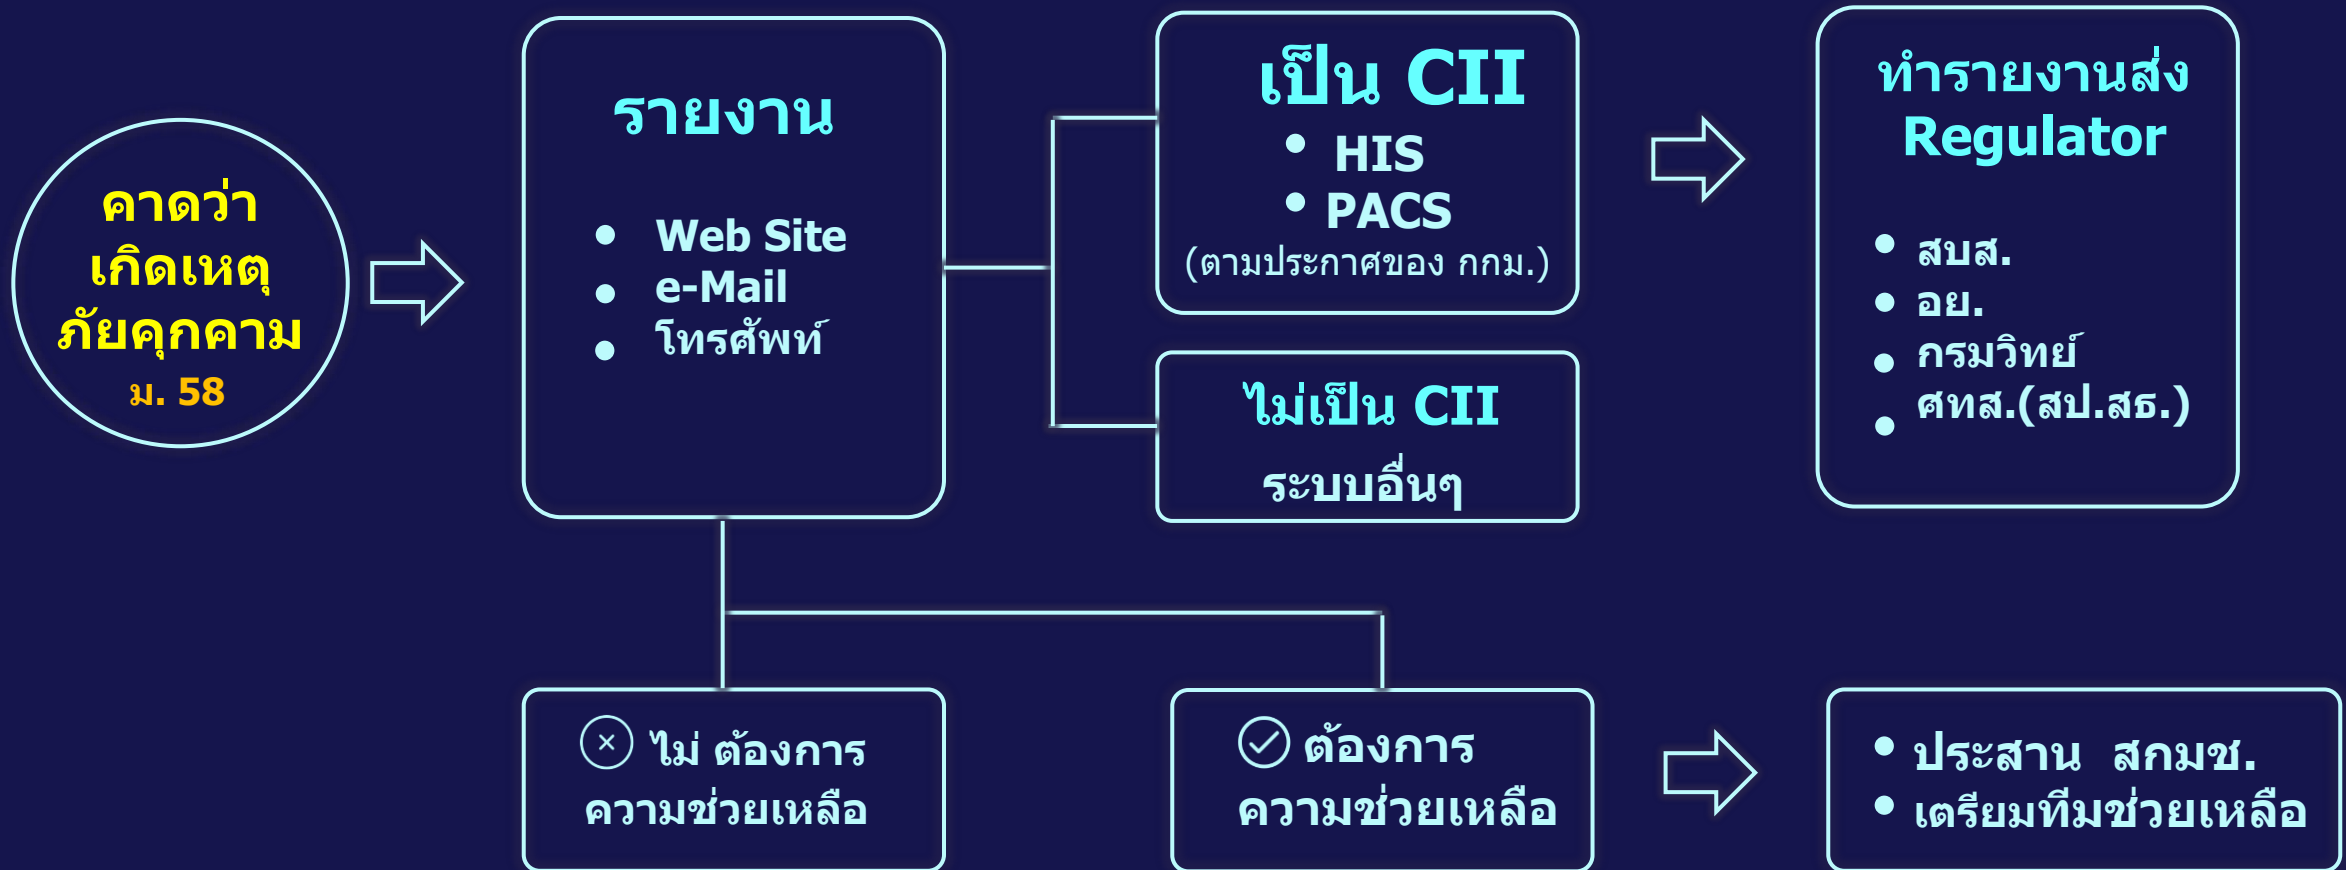 คาดว่า
เกิดเหตุ
ภัยคุกคาม
ม. 58
รายงาน
• Web Site
• e-Mail
• โทรศัพท์
เป็น CII
• HIS
• PACS
(ตามประกาศของ กกม.)
ไม่เป็น CII
ระบบอื่นๆ
ทำรายงานส่ง
Regulator
• สบส.
• อย.
• กรมวิทย์
• ศทส.(สป.สธ.)
ไม่ ต้องการ
ความช่วยเหลือ
ต้องการ
ความช่วยเหลือ
• ประสาน สกมช.
• เตรียมทีมช่วยเหลือ